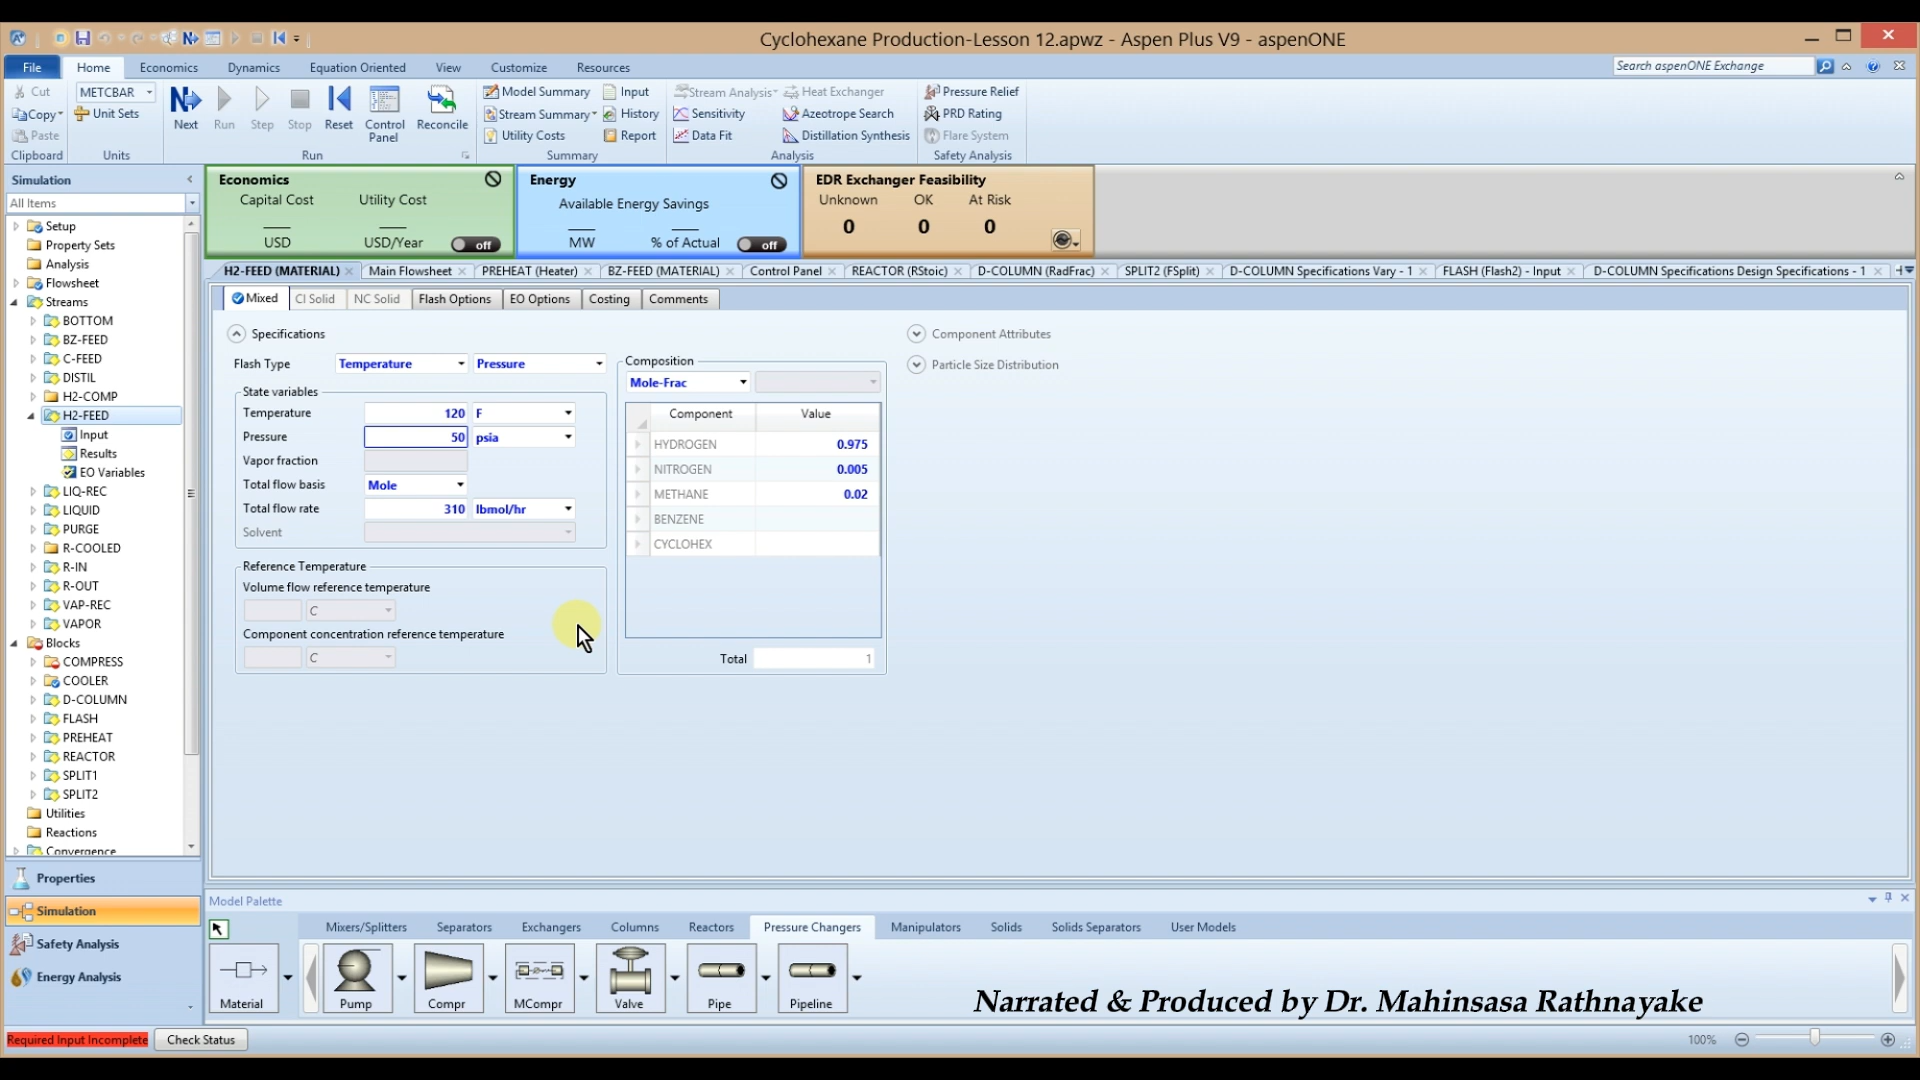 Cyclohexane Production-Lesson 12.apwz - Aspen Plus V9 - aspenONE
File Home Economics Dynamics Equation Oriented View Customize Resources Search aspenONE Exchange
Cut METCBAR Model Summary Input Stream Analysis Heat Exchanger Pressure Relief
Copy Unit Sets Next Run Step Stop Reset Control Panel Reconcile Stream Summary History Sensitivity Azeotrope Search PRD Rating
Paste Utility Costs Report Data Fit Distillation Synthesis Flare System
Clipboard Units Run Summary Analysis Safety Analysis
Simulation
All Items
Economics Energy EDR Exchanger Feasibility
Capital Cost Utility Cost Available Energy Savings Unknown OK At Risk
0 0 0
USD USD/Year off MW % of Actual off
H2-FEED (MATERIAL) Main Flowsheet PREHEAT (Heater) BZ-FEED (MATERIAL) Control Panel REACTOR (RStoic) D-COLUMN (RadFrac) SPLIT2 (FSplit) D-COLUMN Specifications Vary - 1 FLASH (Flash2) - Input D-COLUMN Specifications Design Specifications - 1
Mixed CI Solid NC Solid Flash Options EO Options Costing Comments
Setup
Property Sets
Analysis
Flowsheet
Streams
BOTTOM
BZ-FEED
C-FEED
DISTIL
H2-COMP
H2-FEED
Input
Results
EO Variables
LIQ-REC
LIQUID
PURGE
R-COOLED
R-IN
R-OUT
VAP-REC
VAPOR
Blocks
COMPRESS
COOLER
D-COLUMN
FLASH
PREHEAT
REACTOR
SPLIT1
SPLIT2
Utilities
Reactions
Convergence
Properties
Simulation
Safety Analysis
Energy Analysis
Specifications
Flash Type Temperature Pressure
State variables
Temperature 120 F
Pressure 50 psia
Vapor fraction
Total flow basis Mole
Total flow rate 310 lbmol/hr
Solvent
Reference Temperature
Volume flow reference temperature
C
Component concentration reference temperature
C
Composition
Mole-Frac
Component Value
HYDROGEN 0.975
NITROGEN 0.005
METHANE 0.02
BENZENE
CYCLOHEX
Total 1
Component Attributes
Particle Size Distribution
Model Palette
Mixers/Splitters Separators Exchangers Columns Reactors Pressure Changers Manipulators Solids Solids Separators User Models
Material Pump Compr MCompr Valve Pipe Pipeline
Narrated & Produced by Dr. Mahinsasa Rathnayake
Required Input Incomplete Check Status 100%